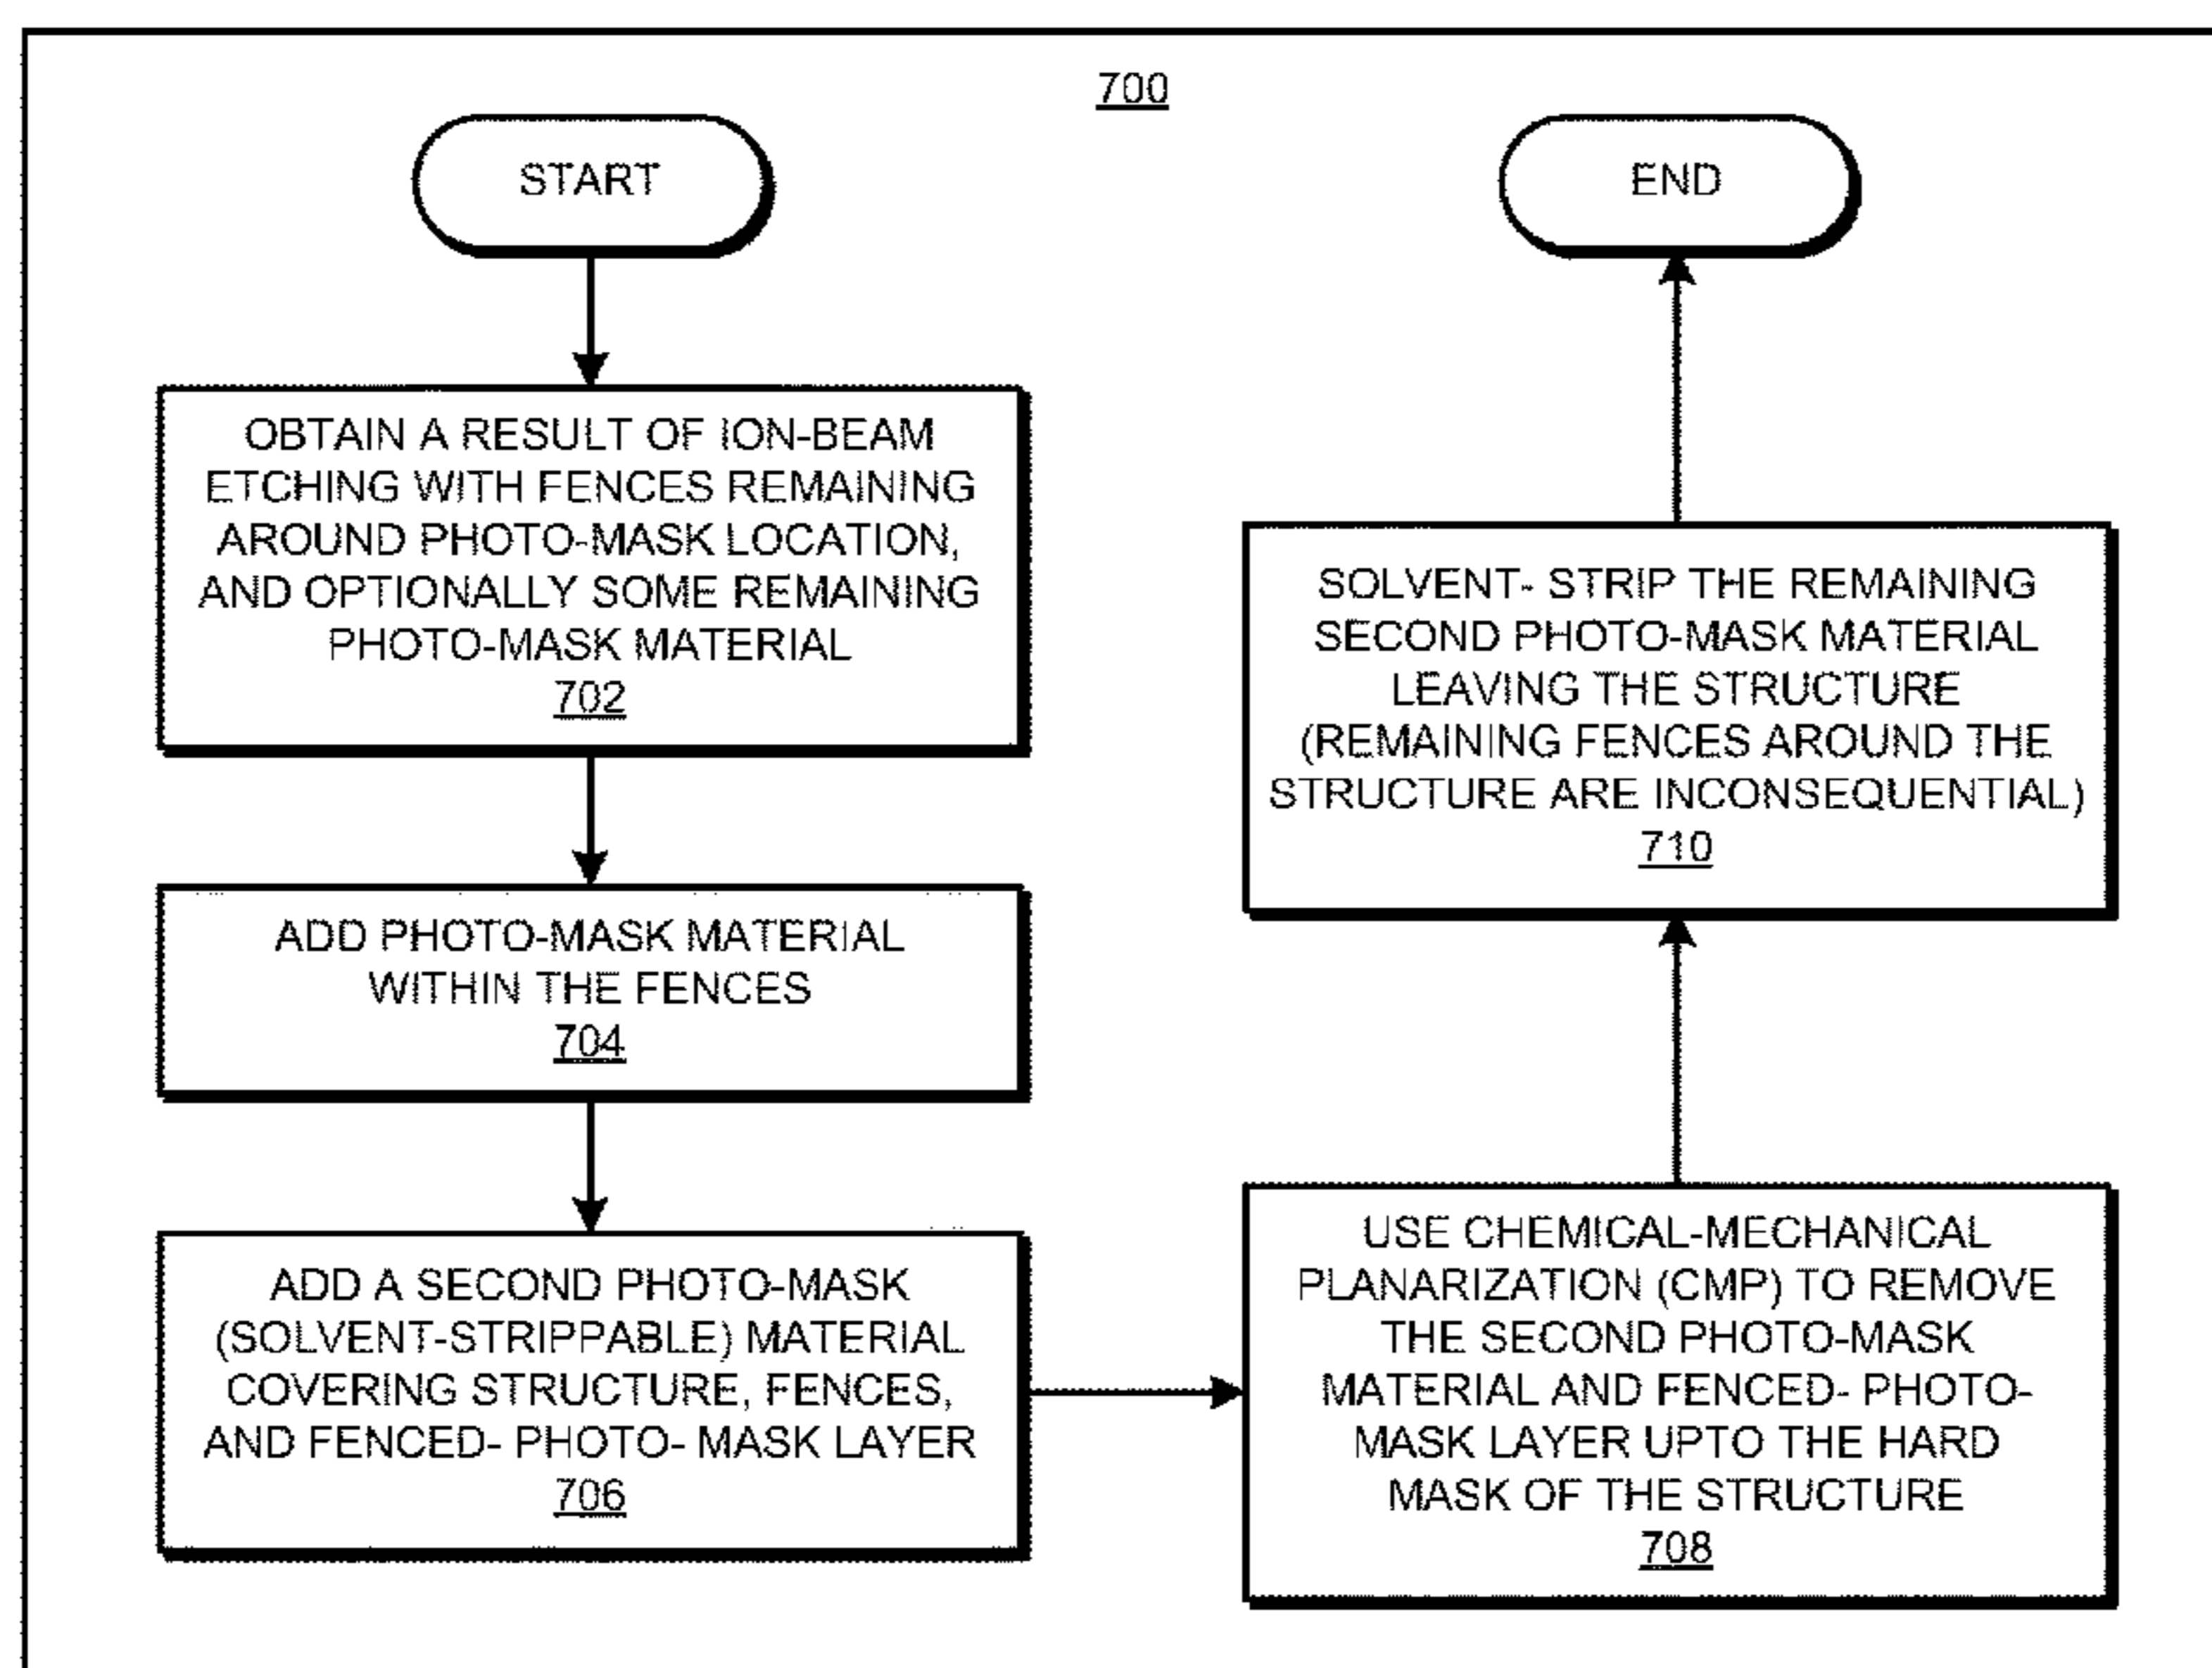 700
START
OBTAIN A RESULT OF ION-BEAM
ETCHING WITH FENCES REMAINING
AROUND PHOTO-MASK LOCATION,
AND OPTIONALLY SOME REMAINING
PHOTO-MASK MATERIAL
702
ADD PHOTO-MASK MATERIAL
WITHIN THE FENCES
704
ADD A SECOND PHOTO-MASK
(SOLVENT-STRIPPABLE) MATERIAL
COVERING STRUCTURE, FENCES,
AND FENCED- PHOTO- MASK LAYER
706
USE CHEMICAL-MECHANICAL
PLANARIZATION (CMP) TO REMOVE
THE SECOND PHOTO-MASK
MATERIAL AND FENCED- PHOTO-
MASK LAYER UPTO THE HARD
MASK OF THE STRUCTURE
708
SOLVENT- STRIP THE REMAINING
SECOND PHOTO-MASK MATERIAL
LEAVING THE STRUCTURE
(REMAINING FENCES AROUND THE
STRUCTURE ARE INCONSEQUENTIAL)
710
END